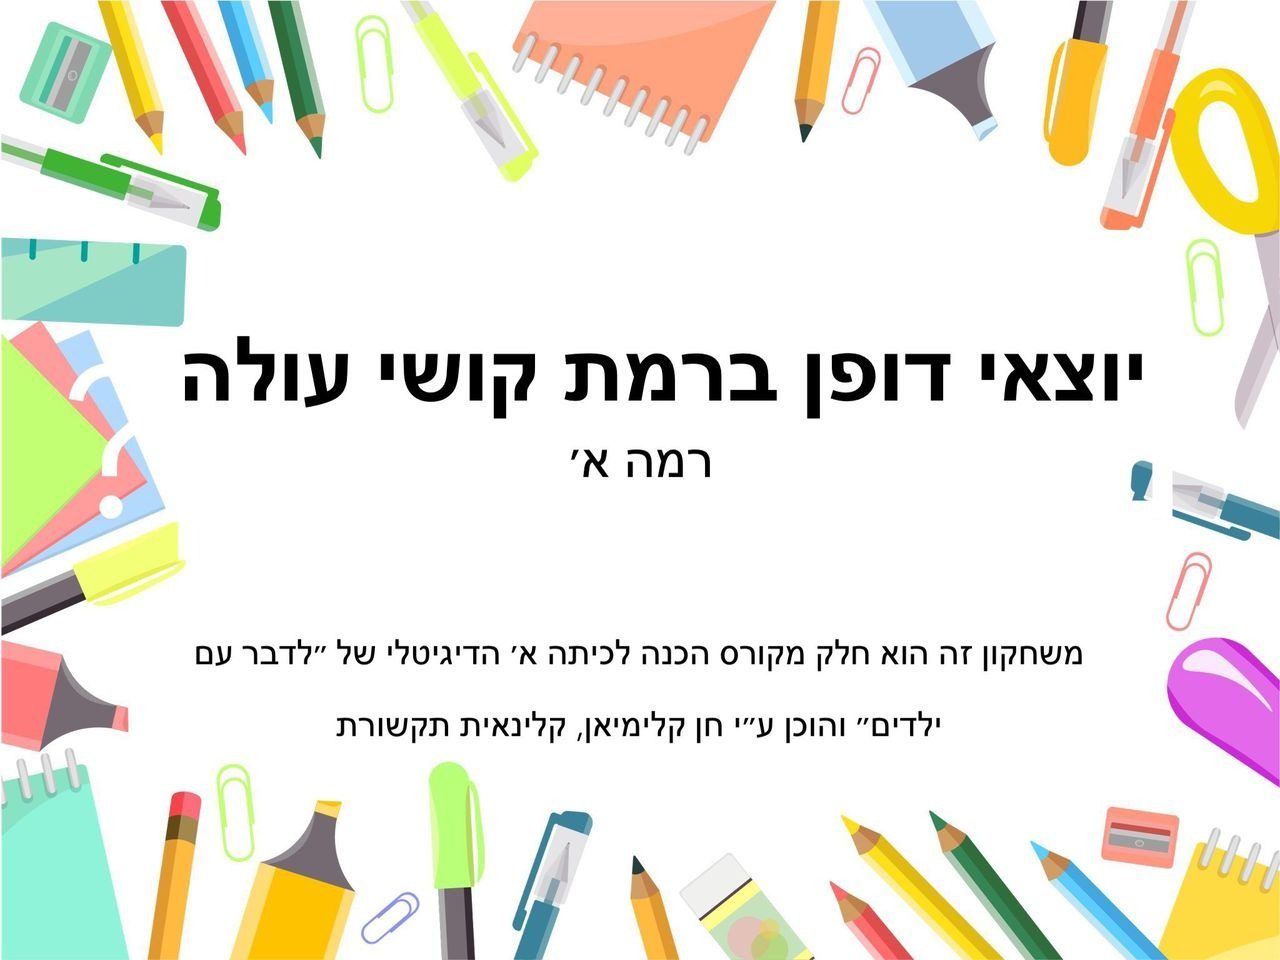 יוצאי דופן ברמת קושי עולה
רמה א׳
משחקון זה הוא חלק מקורס הכנה לכיתה א׳ הדיגיטלי של ״לדבר עם
ילדים״ והוכן ע״י חן קלימיאן, קלינאית תקשורת